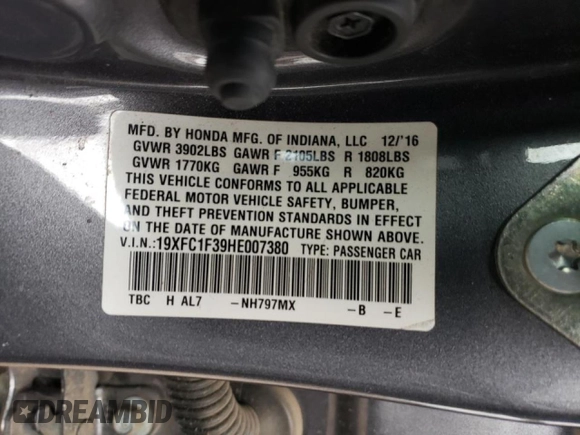 MFD. BY HONDA MFG. OF INDIANA, LLC 12/'16
GVWR 3902LBS GAWR F 2105LBS R 1808LBS
GVWR 1770KG GAWR F 955KG R 820KG
THIS VEHICLE CONFORMS TO ALL APPLICABLE
FEDERAL MOTOR VEHICLE SAFETY, BUMPER,
AND THEFT PREVENTION STANDARDS IN EFFECT
ON THE DATE OF MANUFACTURE SHOWN ABOVE.
V.I.N.:19XFC1F39HE007380 TYPE: PASSENGER CAR
TBC H AL7 -NH797MX -B -E
DREAMBID